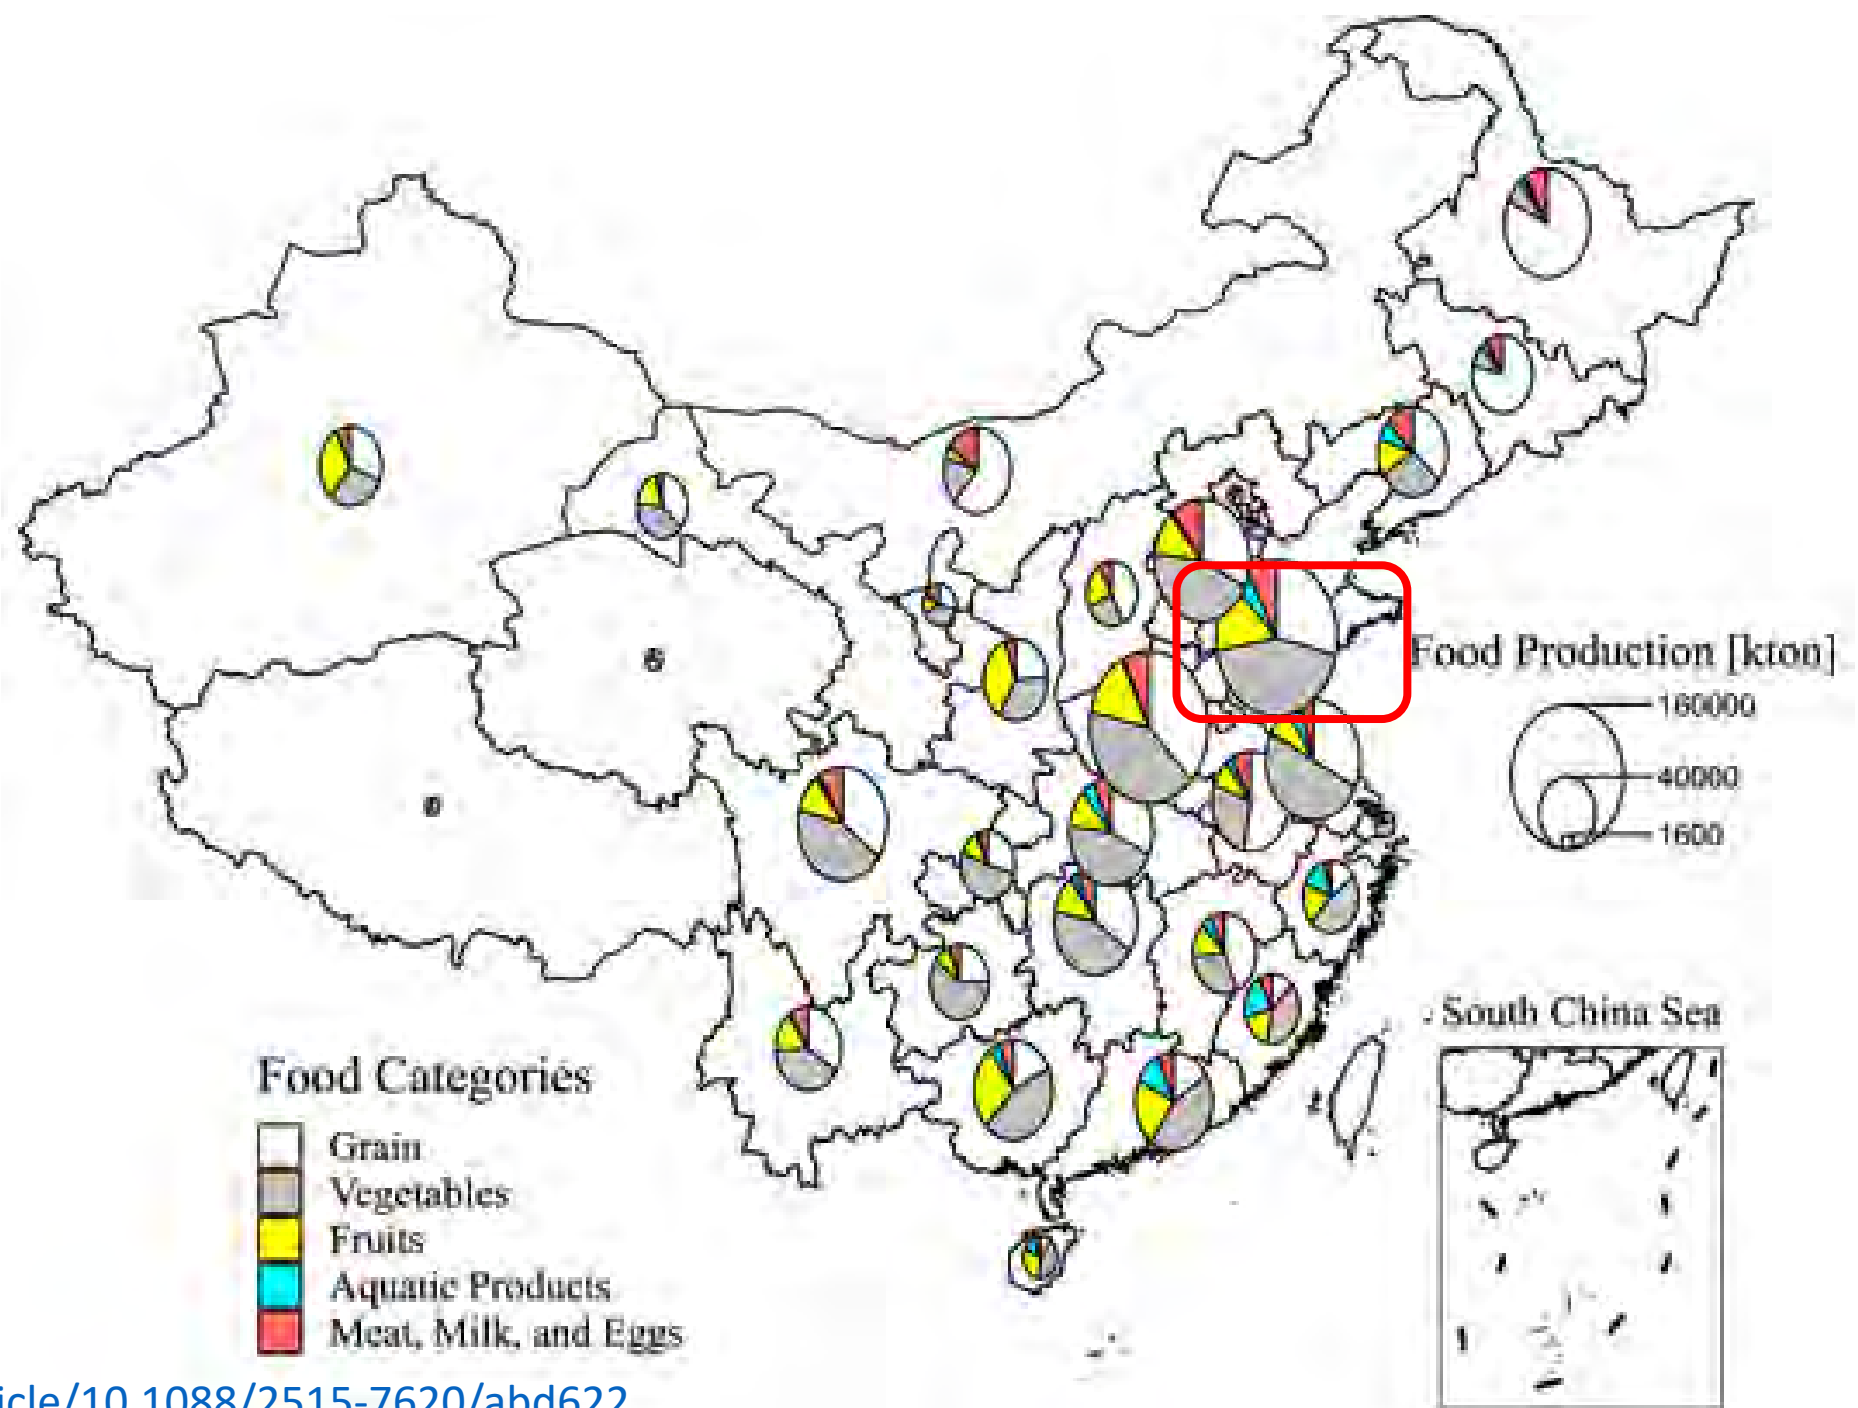 Food Production [kton]
160000
40000
1600
South China Sea
Food Categories
Grain
Vegetables
Fruits
Aquatic Products
Meat, Milk, and Eggs
icle/10.1088/2515-7620/abd622